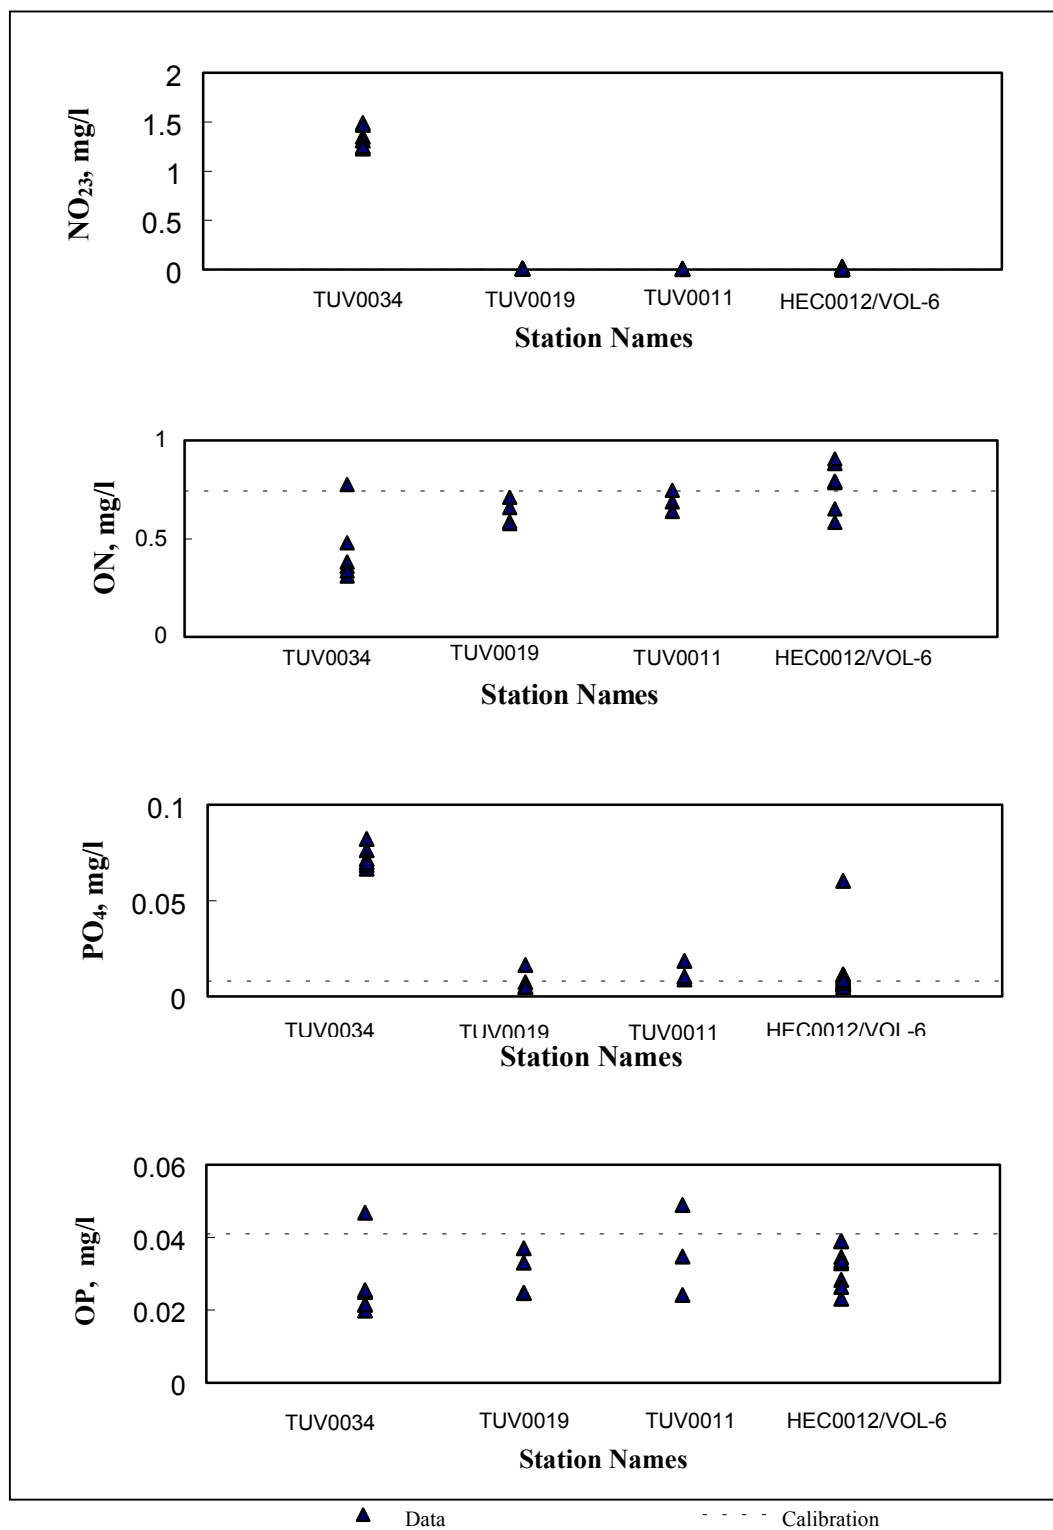 2
1.5
1
0.5
0
NO₂₃, mg/l
TUV0034 TUV0019 TUV0011 HEC0012/VOL-6
Station Names
1
0.5
0
ON, mg/l
TUV0034 TUV0019 TUV0011 HEC0012/VOL-6
Station Names
0.1
0.05
0
PO₄, mg/l
TUV0034 TUV0019 TUV0011 HEC0012/VOL-6
Station Names
0.06
0.04
0.02
0
OP, mg/l
TUV0034 TUV0019 TUV0011 HEC0012/VOL-6
Station Names
Data Calibration